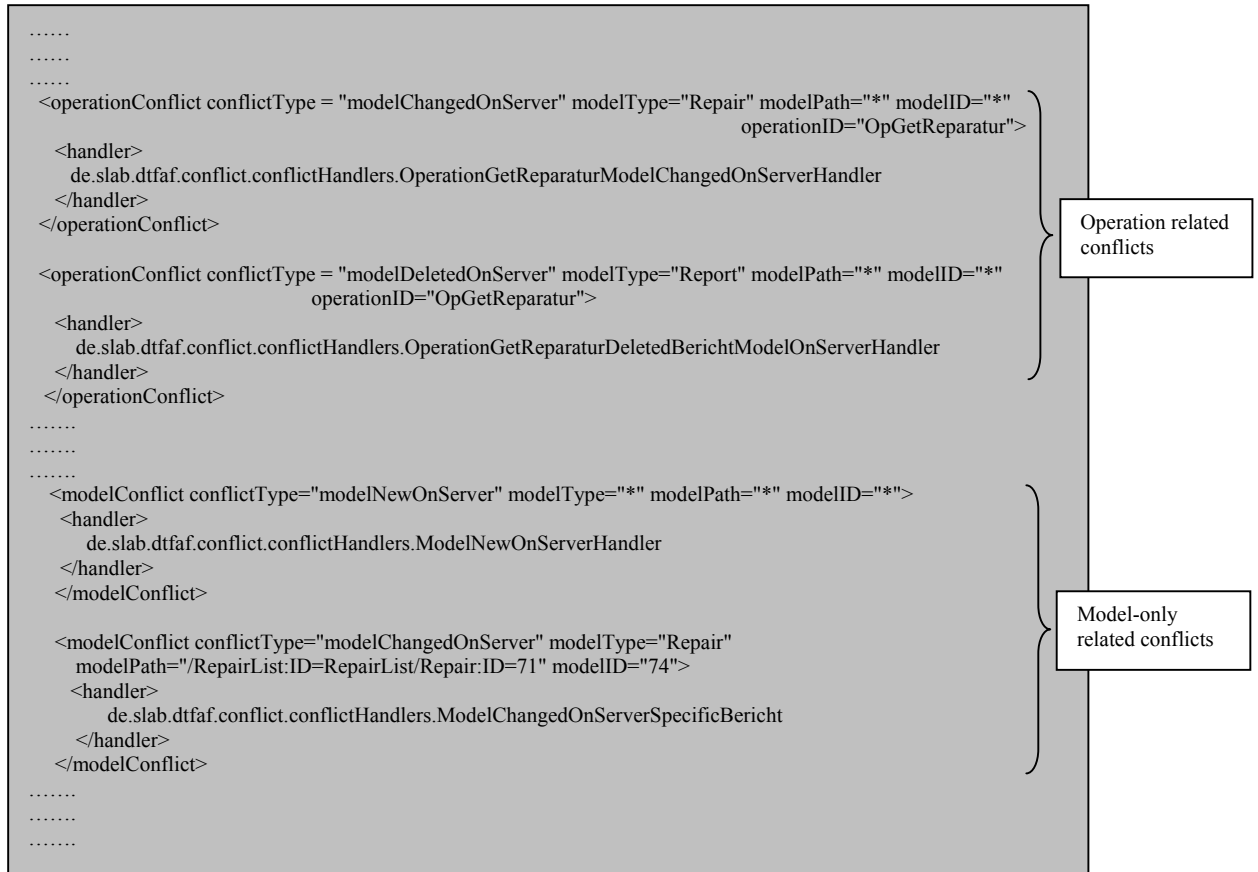 ……
……
……
<operationConflict conflictType = "modelChangedOnServer" modelType="Repair" modelPath="*" modelID="*"
operationID="OpGetReparatur">
<handler>
de.slab.dtfaf.conflict.conflictHandlers.OperationGetReparaturModelChangedOnServerHandler
</handler>
</operationConflict>
Operation related
conflicts
<operationConflict conflictType = "modelDeletedOnServer" modelType="Report" modelPath="*" modelID="*"
operationID="OpGetReparatur">
<handler>
de.slab.dtfaf.conflict.conflictHandlers.OperationGetReparaturDeletedBerichtModelOnServerHandler
</handler>
</operationConflict>
…….
…….
…….
<modelConflict conflictType="modelNewOnServer" modelType="*" modelPath="*" modelID="*">
<handler>
de.slab.dtfaf.conflict.conflictHandlers.ModelNewOnServerHandler
</handler>
</modelConflict>
Model-only
related conflicts
<modelConflict conflictType="modelChangedOnServer" modelType="Repair"
modelPath="/RepairList:ID=RepairList/Repair:ID=71" modelID="74">
<handler>
de.slab.dtfaf.conflict.conflictHandlers.ModelChangedOnServerSpecificBericht
</handler>
</modelConflict>
…….
…….
…….